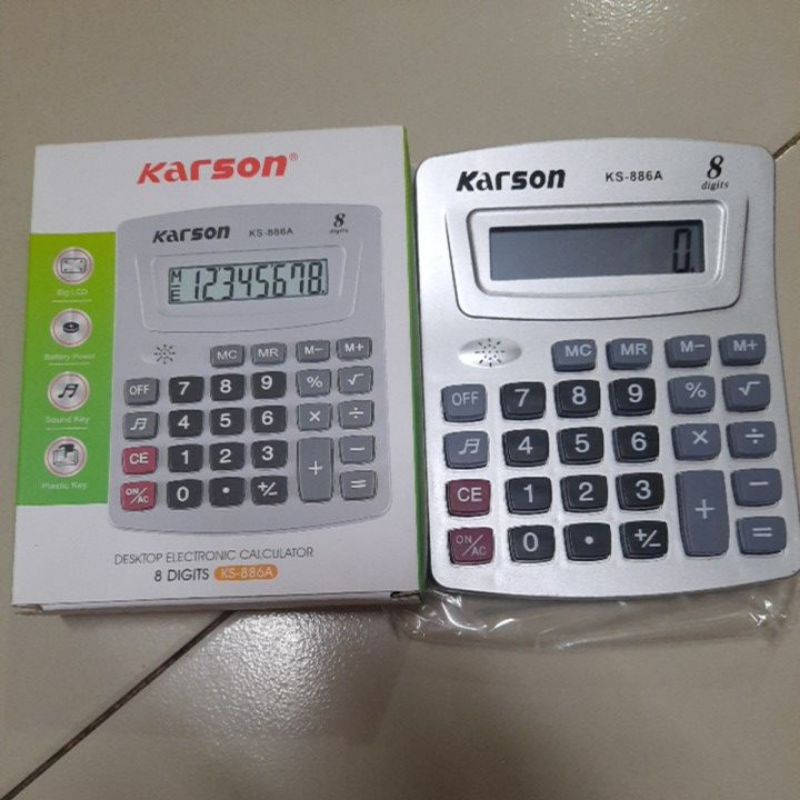 Karson®
Karson KS-886A 8 digits
ME 12345678.
Big LCD
Battery Power
Sound Key
Plastic Key
MC MR M− M+
OFF 7 8 9 % √
♬ 4 5 6 × ÷
CE 1 2 3 + −
ON/AC 0 • +/− =
DESKTOP ELECTRONIC CALCULATOR
8 DIGITS KS-886A
Karson KS-886A 8 digits
0.
MC MR M− M+
OFF 7 8 9 % √
♬ 4 5 6 × ÷
CE 1 2 3 + −
ON/AC 0 • +/− =